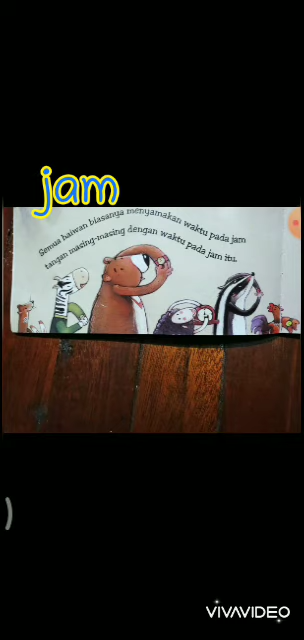 jam
Semua haiwan biasanya menyamakan waktu pada jam
tangan masing-masing dengan waktu pada jam itu.
VIVAVIDEO